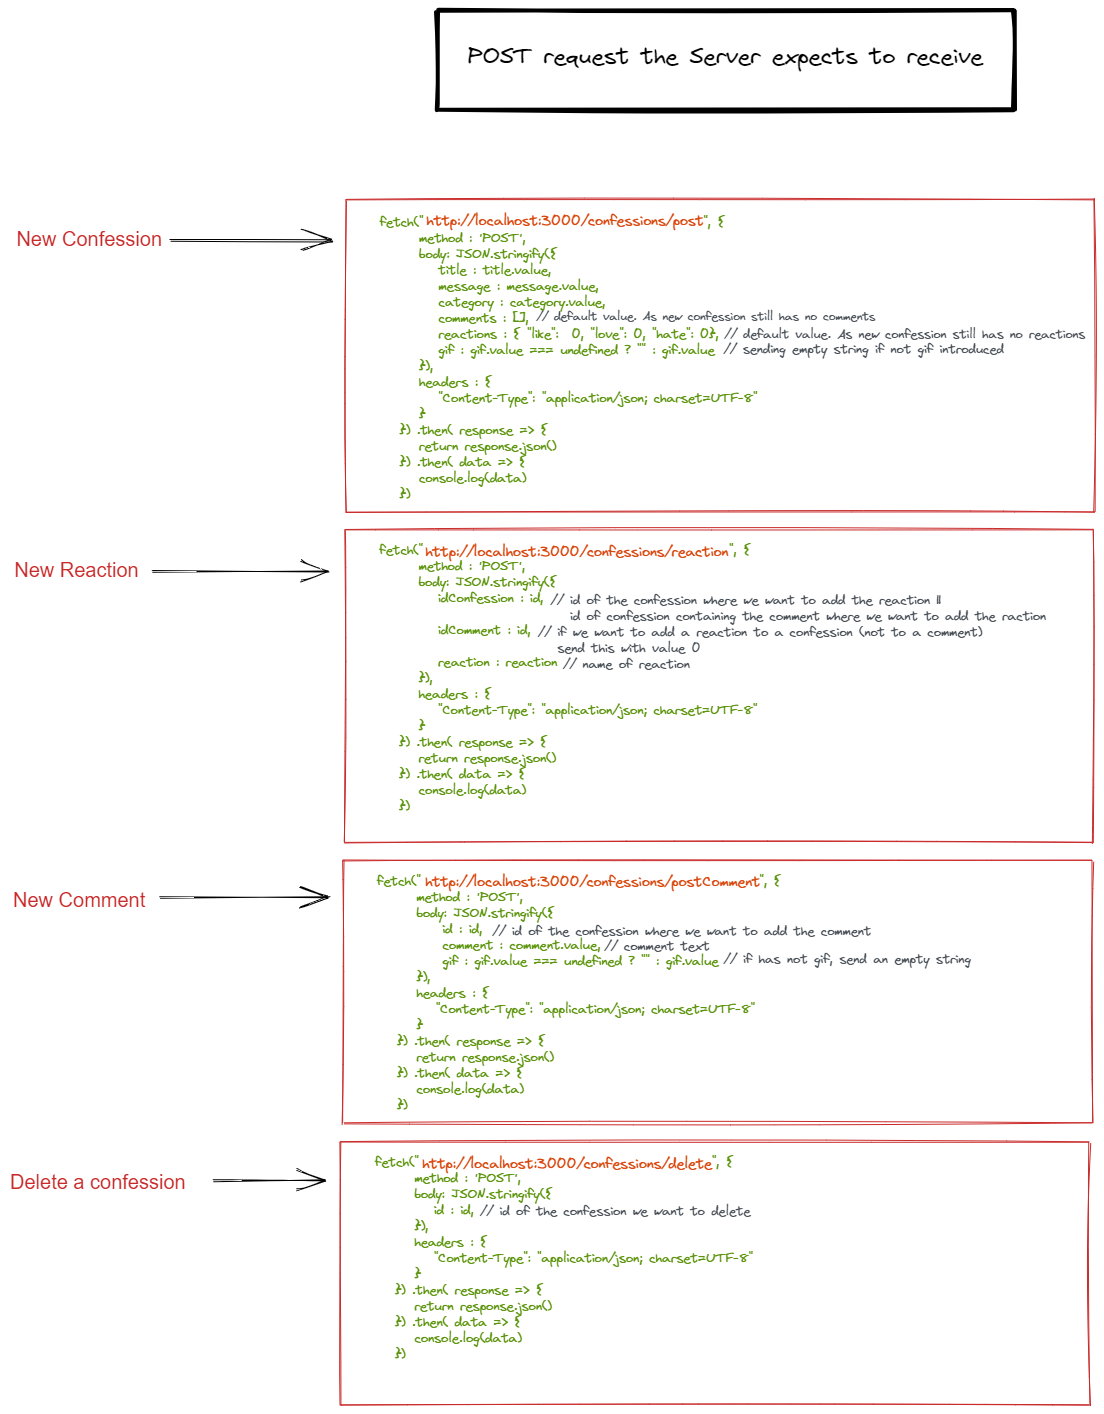 POST request the Server expects to receive
New Confession
fetch("http://localhost:3000/confessions/post", {
method : 'POST',
body: JSON.stringify({
title : title.value,
message : message.value,
category : category.value,
comments : [], // default value. As new confession still has no comments
reactions : { "like": 0, "love": 0, "hate": 0}, // default value. As new confession still has no reactions
gif : gif.value === undefined ? "" : gif.value // sending empty string if not gif introduced
}),
headers : {
"Content-Type": "application/json; charset=UTF-8"
}
}) .then( response => {
return response.json()
}) .then( data => {
console.log(data)
})
New Reaction
fetch("http://localhost:3000/confessions/reaction", {
method : 'POST',
body: JSON.stringify({
idConfession : id, // id of the confession where we want to add the reaction ||
id of confession containing the comment where we want to add the raction
idComment : id, // if we want to add a reaction to a confession (not to a comment)
send this with value 0
reaction : reaction // name of reaction
}),
headers : {
"Content-Type": "application/json; charset=UTF-8"
}
}) .then( response => {
return response.json()
}) .then( data => {
console.log(data)
})
New Comment
fetch("http://localhost:3000/confessions/postComment", {
method : 'POST',
body: JSON.stringify({
id : id, // id of the confession where we want to add the comment
comment : comment.value, // comment text
gif : gif.value === undefined ? "" : gif.value // if has not gif, send an empty string
}),
headers : {
"Content-Type": "application/json; charset=UTF-8"
}
}) .then( response => {
return response.json()
}) .then( data => {
console.log(data)
})
Delete a confession
fetch("http://localhost:3000/confessions/delete", {
method : 'POST',
body: JSON.stringify({
id : id, // id of the confession we want to delete
}),
headers : {
"Content-Type": "application/json; charset=UTF-8"
}
}) .then( response => {
return response.json()
}) .then( data => {
console.log(data)
})